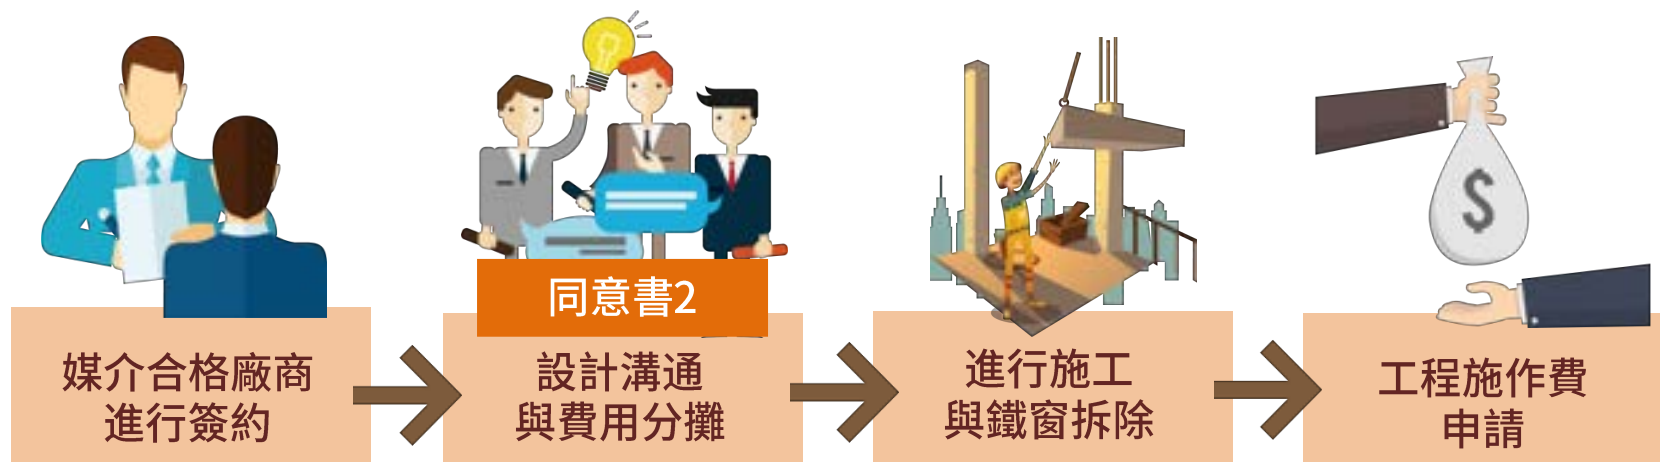 媒介合格廠商
進行簽約
同意書2
設計溝通
與費用分攤
進行施工
與鐵窗拆除
$
工程施作費
申請